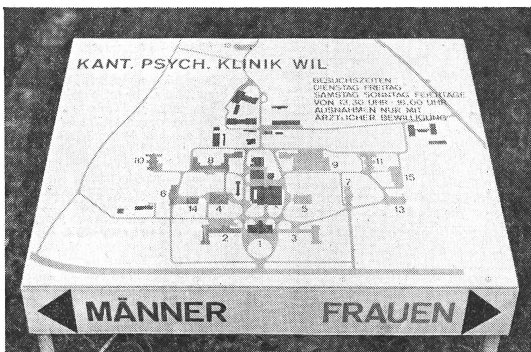 KANT. PSYCH. KLINIK WIL
BESUCHSZEITEN
DIENSTAG FREITAG
SAMSTAG SONNTAG FEIERTAGE
VON 13.30 UHR - 16.00 UHR
AUSNAHMEN NUR MIT
ÄRZTLICHER BEWILLIGUNG
10
8
9
11
15
6
14
4
5
7
13
2
1
3
MÄNNER FRAUEN